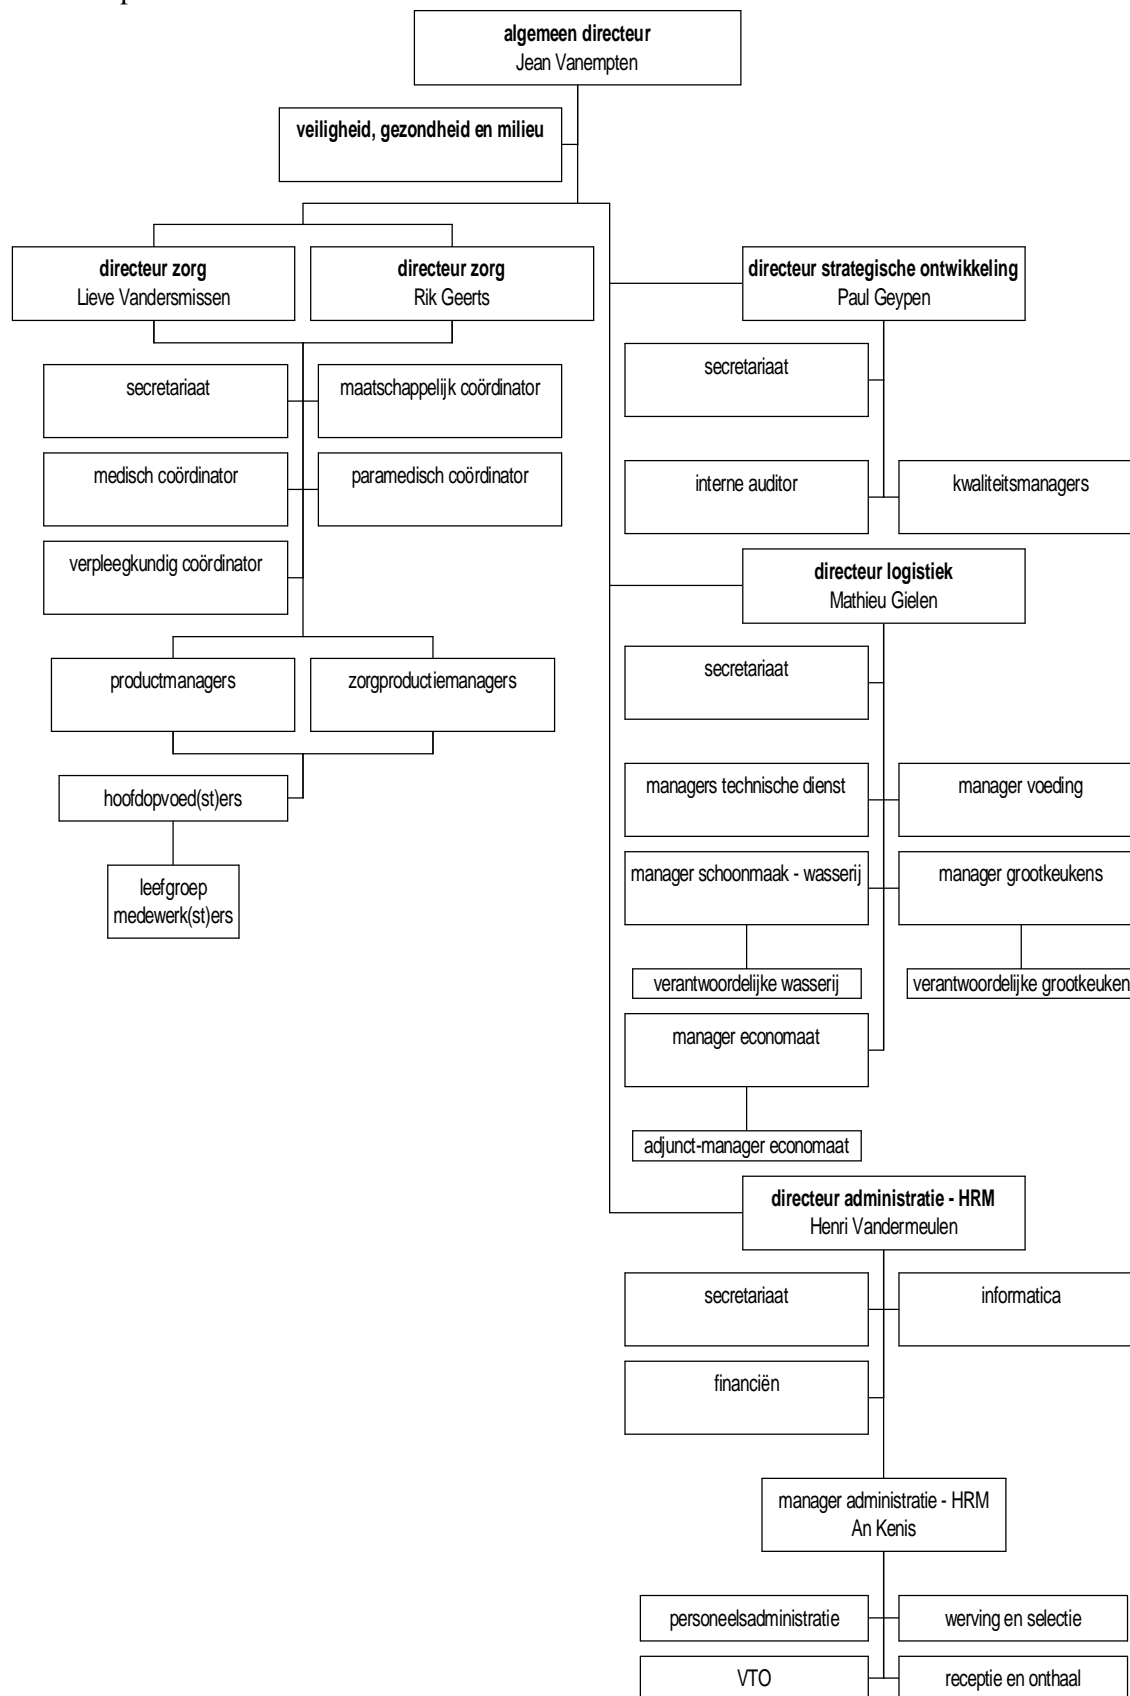 algemeen directeur
Jean Vanempten
veiligheid, gezondheid en milieu
directeur zorg
Lieve Vandersmissen
directeur zorg
Rik Geerts
secretariaat
maatschappelijk coördinator
medisch coördinator
paramedisch coördinator
verpleegkundig coördinator
productmanagers
zorgproductiemanagers
hoofdopvoed(st)ers
leefgroep
medewerk(st)ers
directeur strategische ontwikkeling
Paul Geypen
secretariaat
interne auditor
kwaliteitsmanagers
directeur logistiek
Mathieu Gielen
secretariaat
managers technische dienst
manager voeding
manager schoonmaak - wasserij
manager grootkeukens
verantwoordelijke wasserij
verantwoordelijke grootkeuken
manager economaat
adjunct-manager economaat
directeur administratie - HRM
Henri Vandermeulen
secretariaat
informatica
financiën
manager administratie - HRM
An Kenis
personeelsadministratie
werving en selectie
VTO
receptie en onthaal